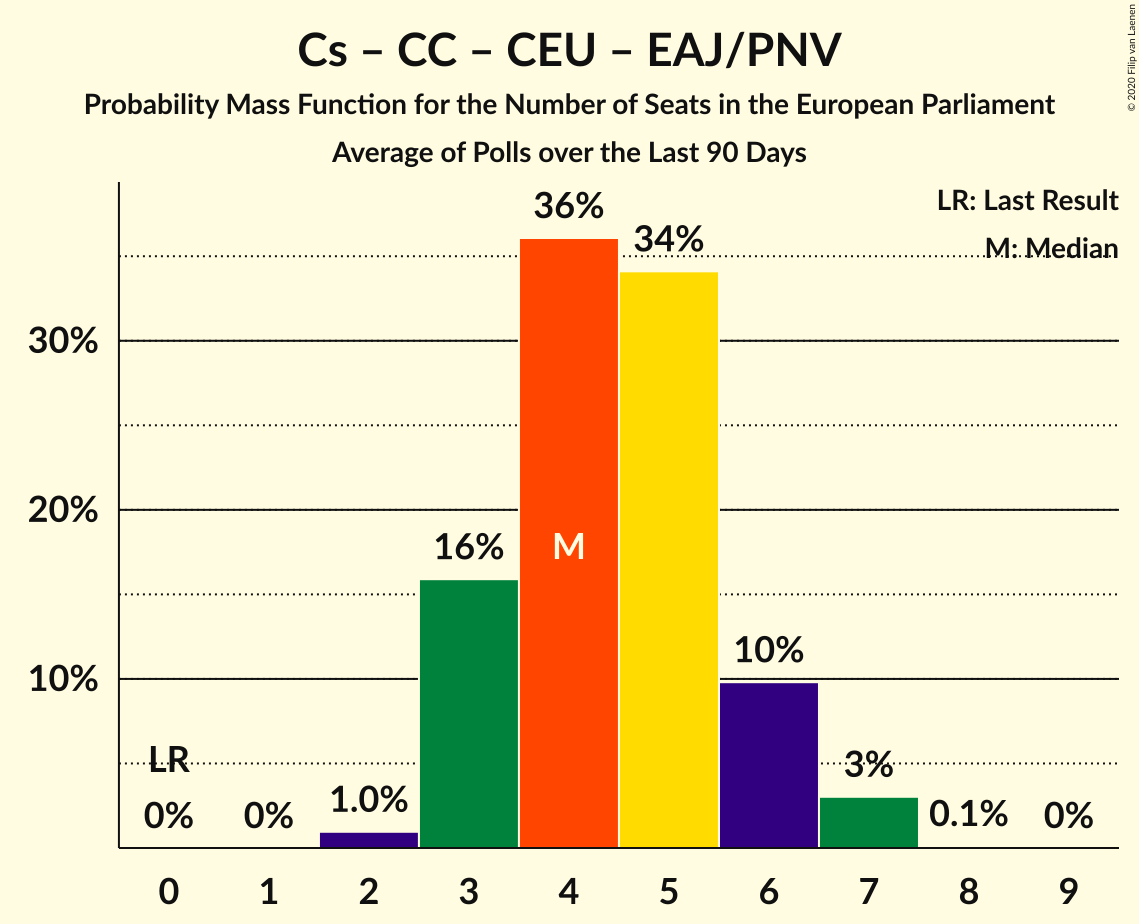 Cs – CC – CEU – EAJ/PNV
Probability Mass Function for the Number of Seats in the European Parliament
Average of Polls over the Last 90 Days
© 2020 Filip van Laenen
LR: Last Result
M: Median
36%
34%
30%
20%
16%
M
10%
10%
LR
3%
0%
0%
1.0%
0.1%
0%
0 1 2 3 4 5 6 7 8 9